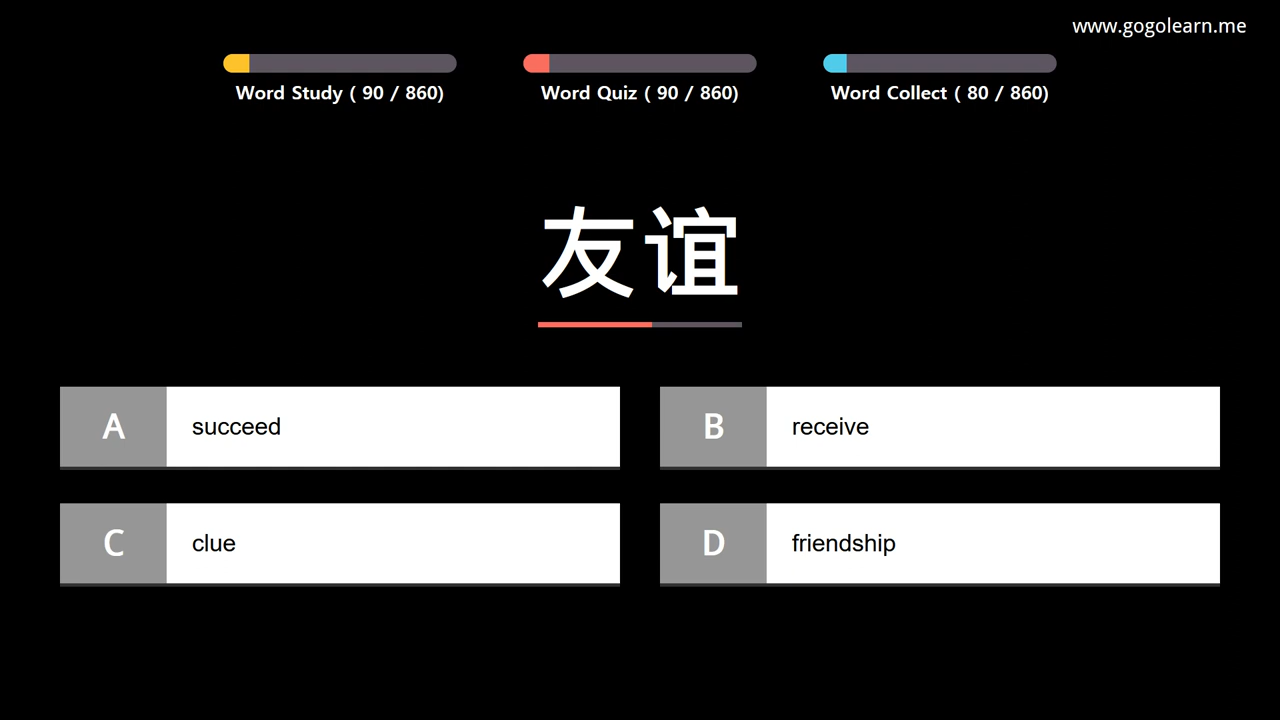 www.gogolearn.me
Word Study ( 90 / 860)
Word Quiz ( 90 / 860)
Word Collect ( 80 / 860)
友谊
A succeed
B receive
C clue
D friendship